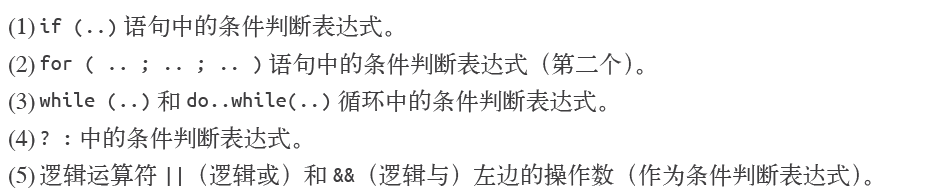 (1) if (..) 语句中的条件判断表达式。
(2) for ( .. ; .. ; .. ) 语句中的条件判断表达式（第二个）。
(3) while (..) 和 do..while(..) 循环中的条件判断表达式。
(4) ? : 中的条件判断表达式。
(5) 逻辑运算符 ||（逻辑或）和 &&（逻辑与）左边的操作数（作为条件判断表达式）。